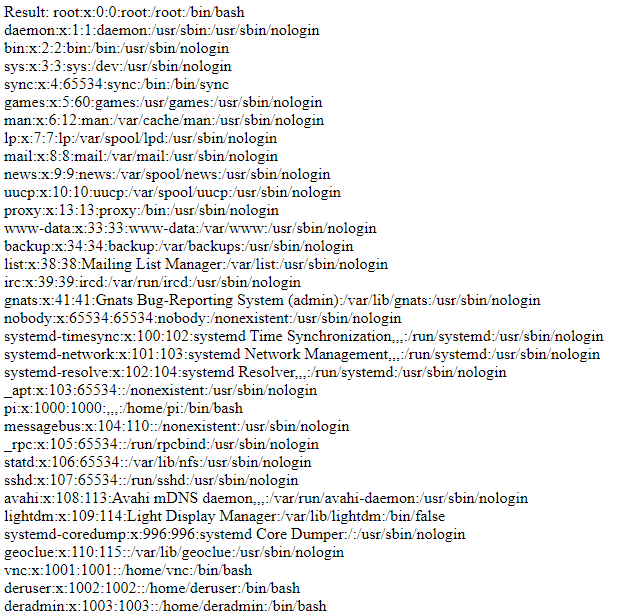 Result: root:x:0:0:root:/root:/bin/bash
daemon:x:1:1:daemon:/usr/sbin:/usr/sbin/nologin
bin:x:2:2:bin:/bin:/usr/sbin/nologin
sys:x:3:3:sys:/dev:/usr/sbin/nologin
sync:x:4:65534:sync:/bin:/bin/sync
games:x:5:60:games:/usr/games:/usr/sbin/nologin
man:x:6:12:man:/var/cache/man:/usr/sbin/nologin
lp:x:7:7:lp:/var/spool/lpd:/usr/sbin/nologin
mail:x:8:8:mail:/var/mail:/usr/sbin/nologin
news:x:9:9:news:/var/spool/news:/usr/sbin/nologin
uucp:x:10:10:uucp:/var/spool/uucp:/usr/sbin/nologin
proxy:x:13:13:proxy:/bin:/usr/sbin/nologin
www-data:x:33:33:www-data:/var/www:/usr/sbin/nologin
backup:x:34:34:backup:/var/backups:/usr/sbin/nologin
list:x:38:38:Mailing List Manager:/var/list:/usr/sbin/nologin
irc:x:39:39:ircd:/var/run/ircd:/usr/sbin/nologin
gnats:x:41:41:Gnats Bug-Reporting System (admin):/var/lib/gnats:/usr/sbin/nologin
nobody:x:65534:65534:nobody:/nonexistent:/usr/sbin/nologin
systemd-timesync:x:100:102:systemd Time Synchronization,,,:/run/systemd:/usr/sbin/nologin
systemd-network:x:101:103:systemd Network Management,,,:/run/systemd:/usr/sbin/nologin
systemd-resolve:x:102:104:systemd Resolver,,,:/run/systemd:/usr/sbin/nologin
_apt:x:103:65534::/nonexistent:/usr/sbin/nologin
pi:x:1000:1000:,,,:/home/pi:/bin/bash
messagebus:x:104:110::/nonexistent:/usr/sbin/nologin
_rpc:x:105:65534::/run/rpcbind:/usr/sbin/nologin
statd:x:106:65534::/var/lib/nfs:/usr/sbin/nologin
sshd:x:107:65534::/run/sshd:/usr/sbin/nologin
avahi:x:108:113:Avahi mDNS daemon,,,:/var/run/avahi-daemon:/usr/sbin/nologin
lightdm:x:109:114:Light Display Manager:/var/lib/lightdm:/bin/false
systemd-coredump:x:996:996:systemd Core Dumper:/:/usr/sbin/nologin
geoclue:x:110:115::/var/lib/geoclue:/usr/sbin/nologin
vnc:x:1001:1001::/home/vnc:/bin/bash
deruser:x:1002:1002::/home/deruser:/bin/bash
deradmin:x:1003:1003::/home/deradmin:/bin/bash